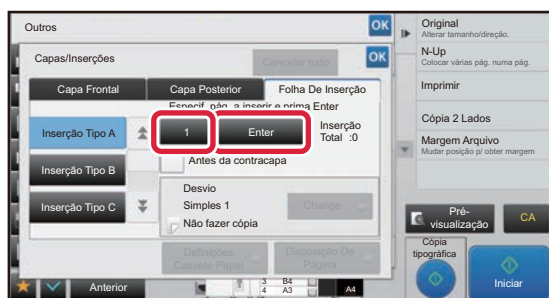 Outros
OK
Capas/Inserções
Cancelar tudo
OK
Capa Frontal
Capa Posterior
Folha De Inserção
Especif. pág. a inserir e prima Enter
Inserção Tipo A
1
Enter
Inserção
Total :0
Antes da contracapa
Inserção Tipo B
Inserção Tipo C
Desvio
Simples 1
Change
Não fazer cópia
Definições
Cassete Papel
Disposição De
Página
Anterior
3 B4
4 A3
A4
Original
Alterar tamanho/direção.
N-Up
Colocar várias pág. numa pág.
Imprimir
Cópia 2 Lados
Margem Arquivo
Mudar posição p/ obter margem
Pré-
visualização
CA
Cópia
tipográfica
Iniciar